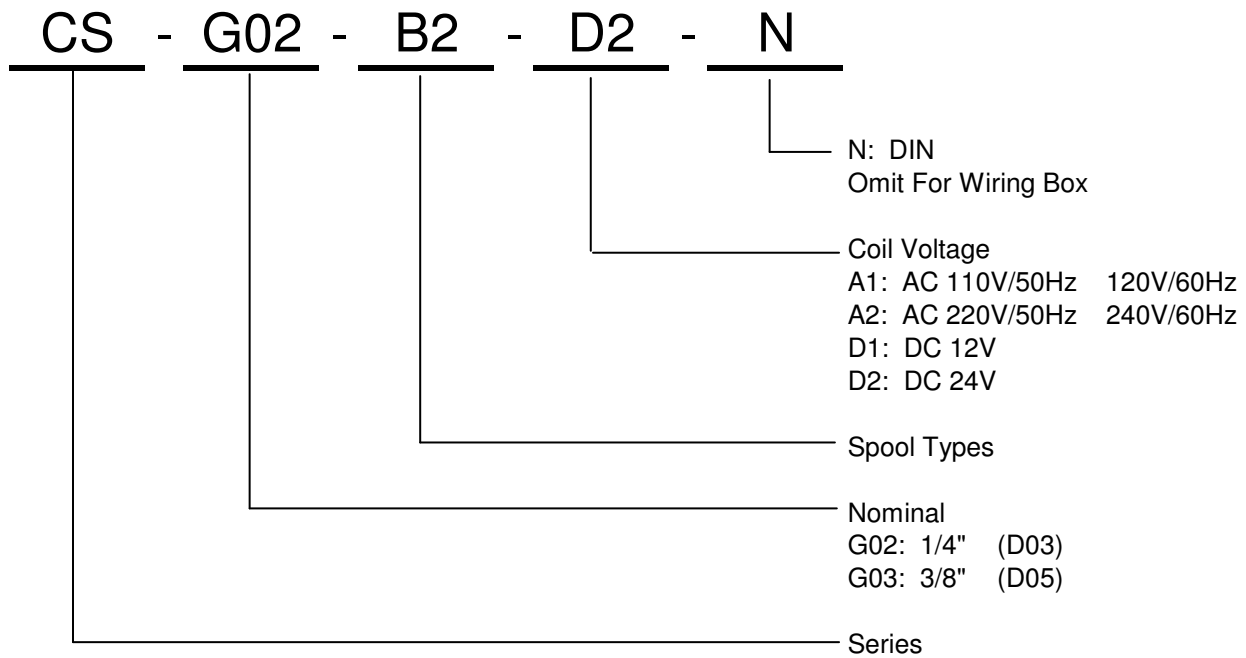 CS - G02 - B2 - D2 - N
N: DIN
Omit For Wiring Box
Coil Voltage
A1: AC 110V/50Hz 120V/60Hz
A2: AC 220V/50Hz 240V/60Hz
D1: DC 12V
D2: DC 24V
Spool Types
Nominal
G02: 1/4" (D03)
G03: 3/8" (D05)
Series